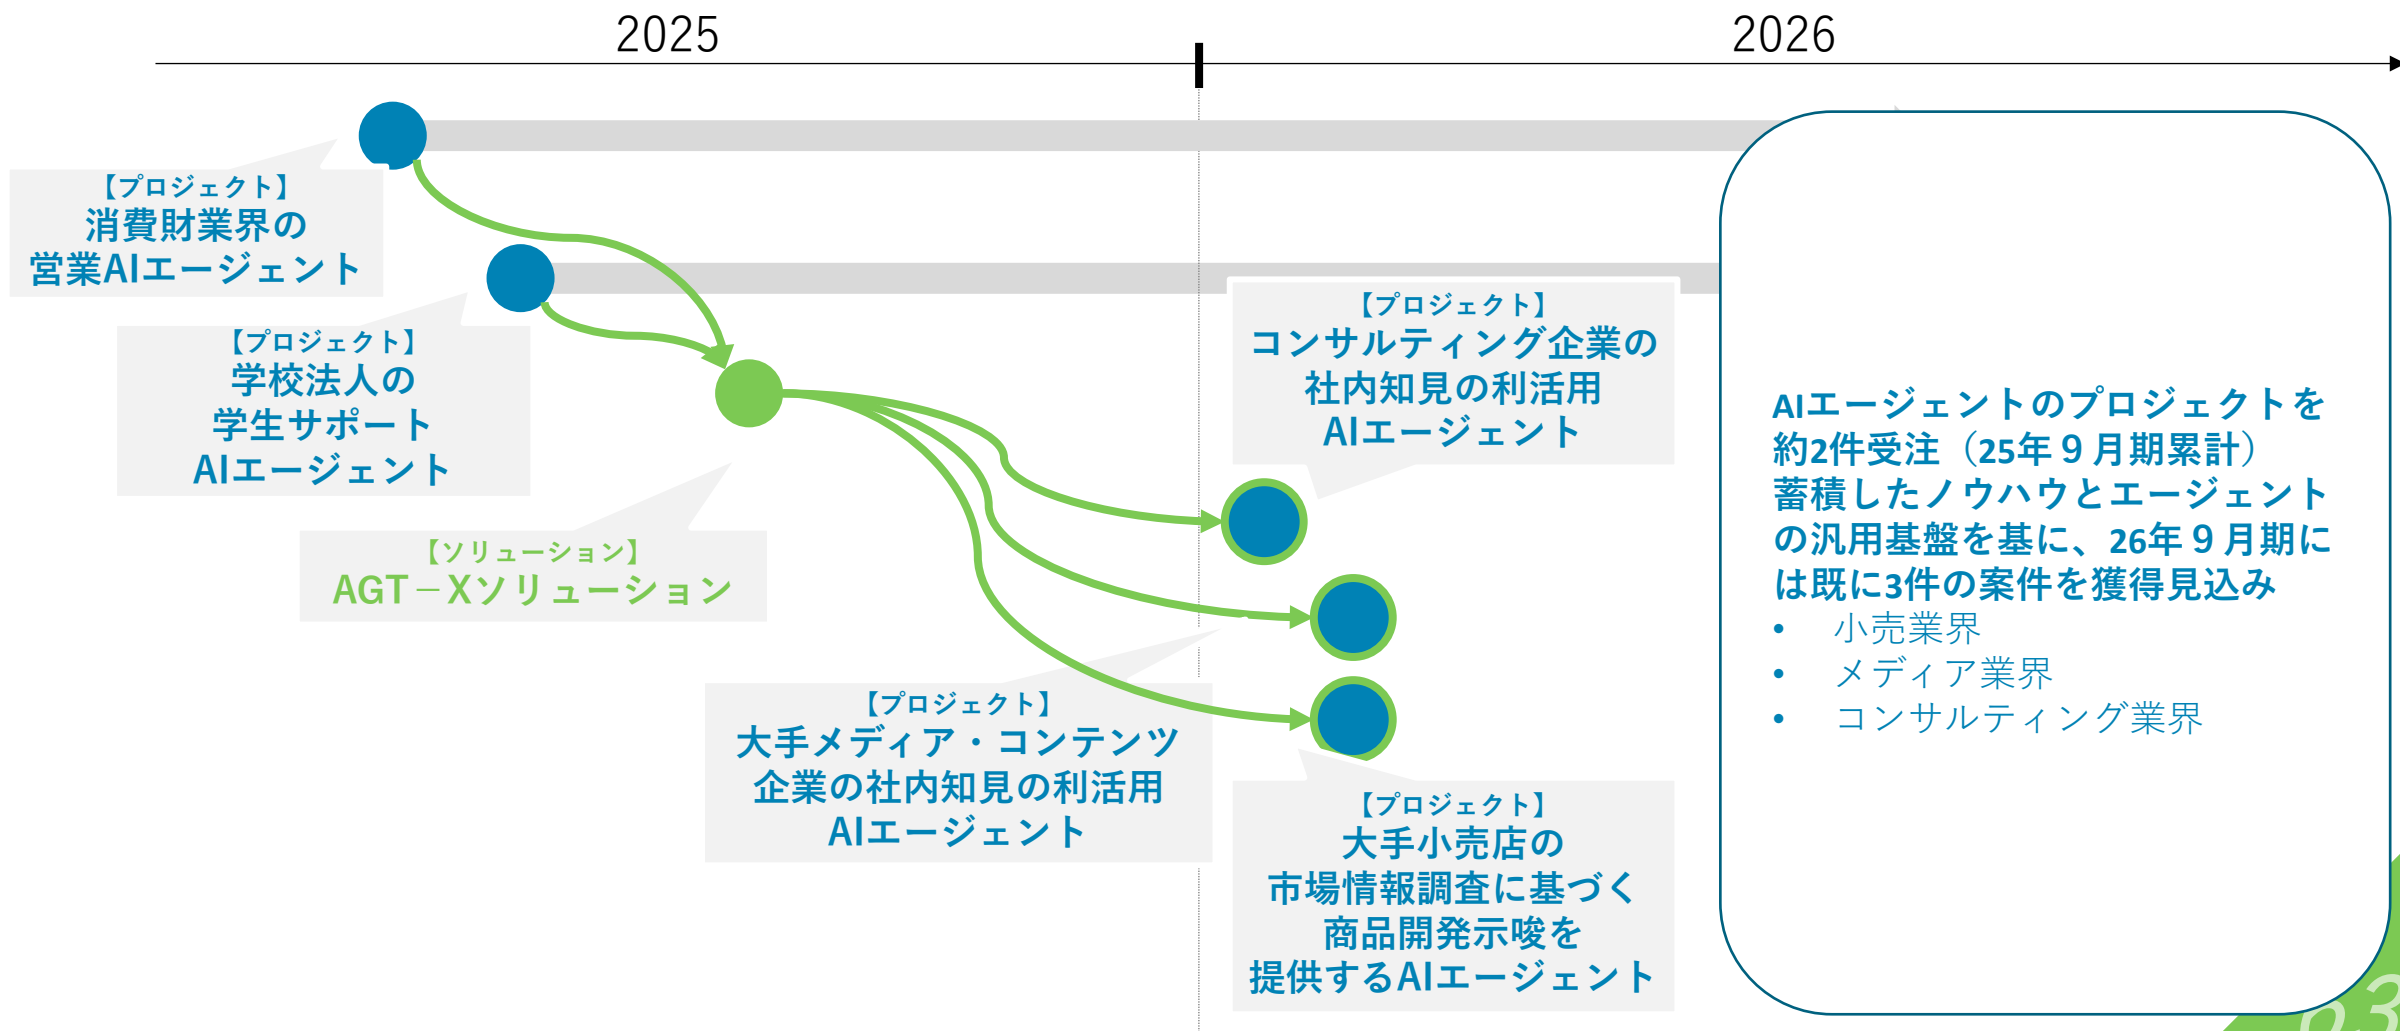 2025
2026
【プロジェクト】
消費財業界の
営業AIエージェント
【プロジェクト】
学校法人の
学生サポート
AIエージェント
【ソリューション】
AGT－Xソリューション
【プロジェクト】
コンサルティング企業の
社内知見の利活用
AIエージェント
【プロジェクト】
大手メディア・コンテンツ
企業の社内知見の利活用
AIエージェント
【プロジェクト】
大手小売店の
市場情報調査に基づく
商品開発示唆を
提供するAIエージェント
AIエージェントのプロジェクトを
約2件受注（25年９月期累計）
蓄積したノウハウとエージェント
の汎用基盤を基に、26年９月期に
は既に3件の案件を獲得見込み
• 小売業界
• メディア業界
• コンサルティング業界